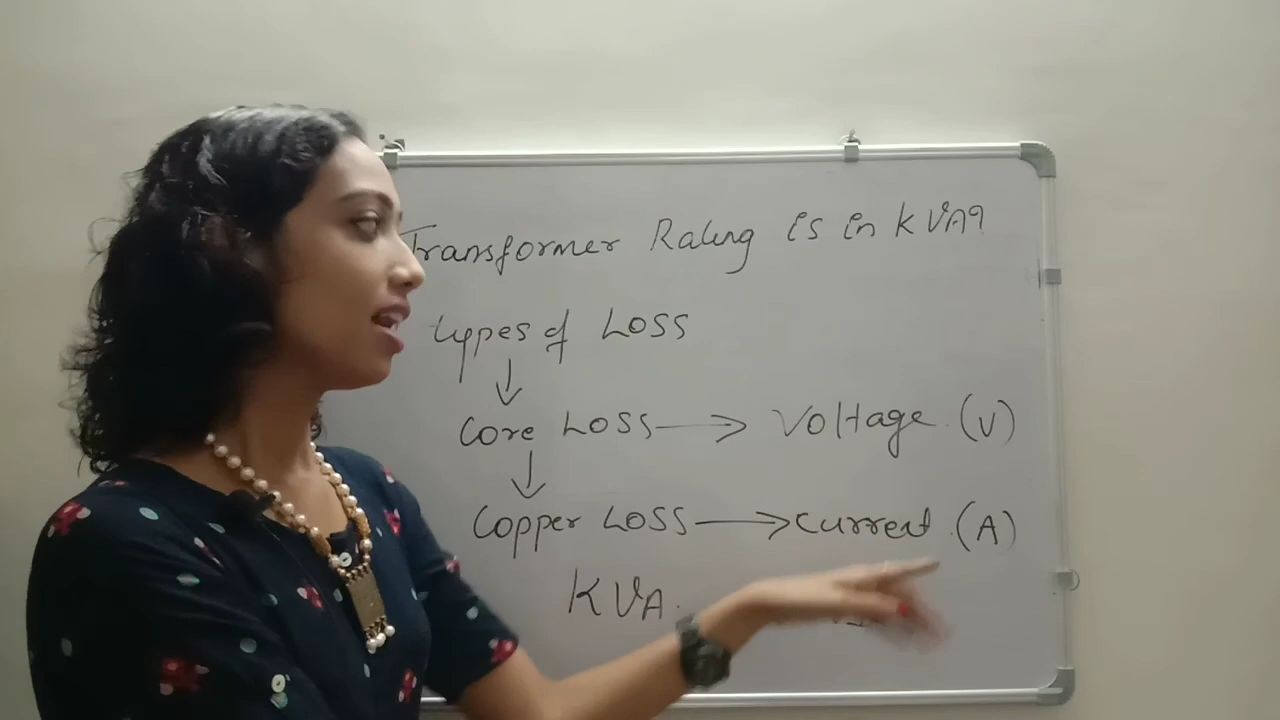 Transformer Rating is in KVA?
types of Loss
↓
Core Loss → Voltage (V)
↓
Copper Loss → Current (A)
KVA